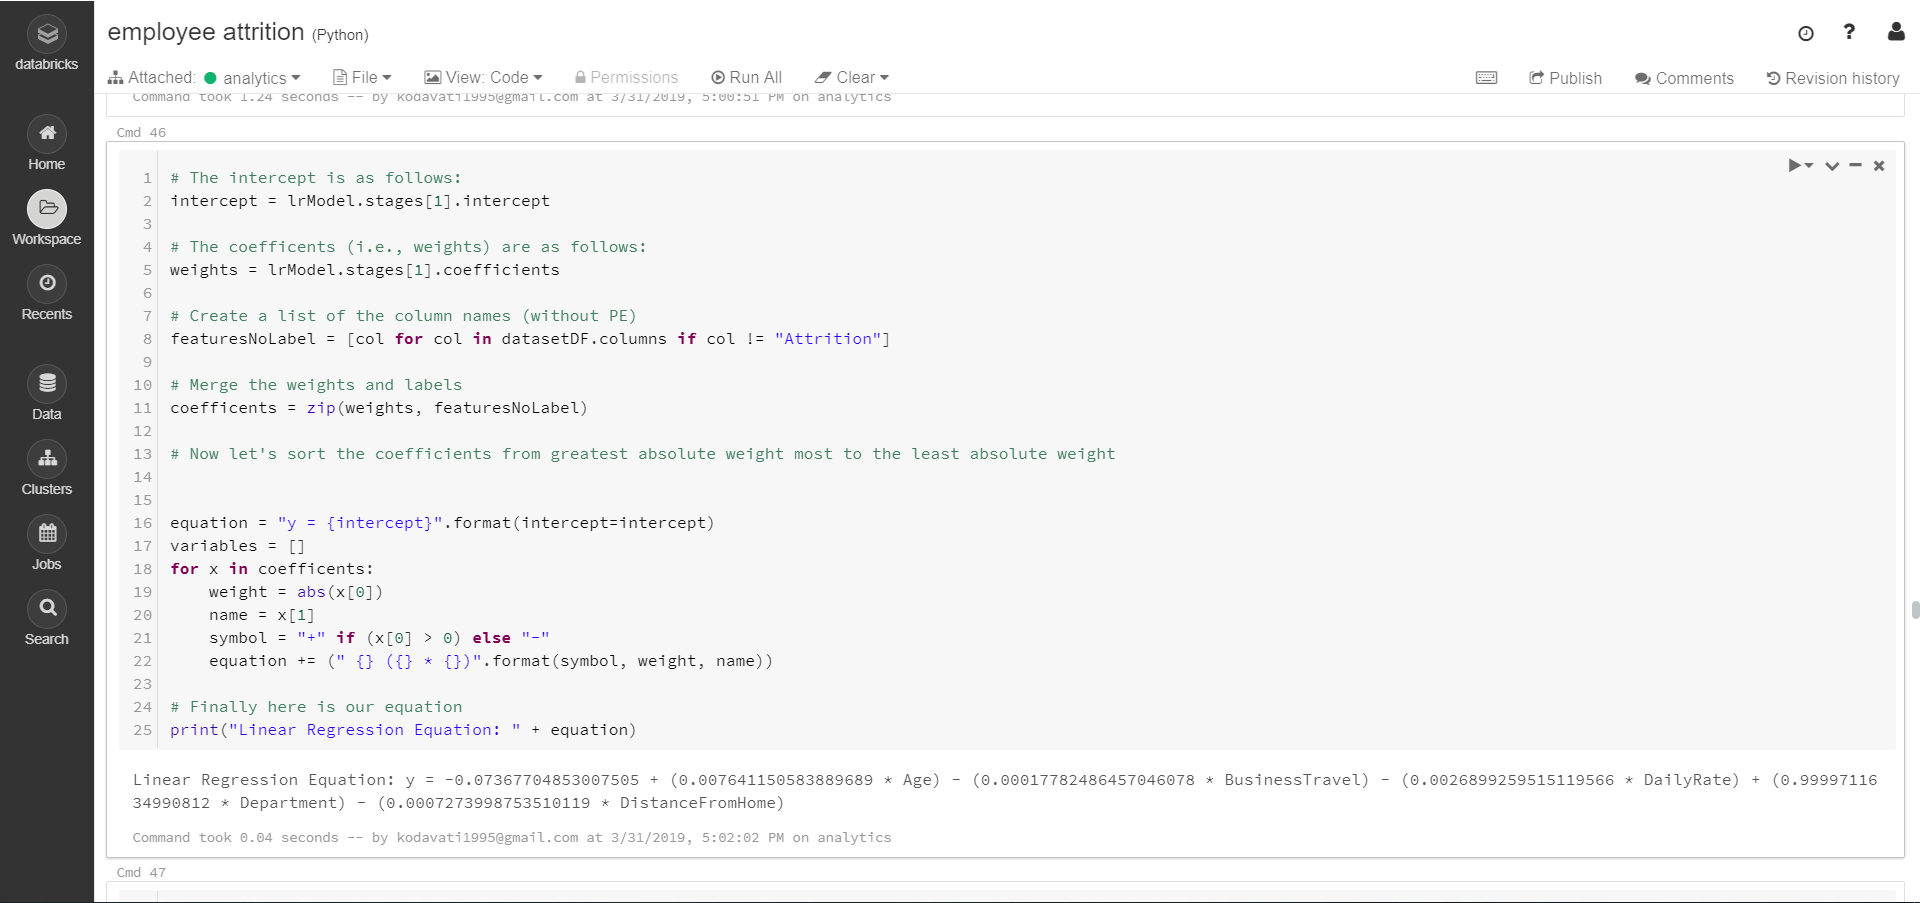 employee attrition (Python)
databricks
Attached: analytics File View: Code Permissions Run All Clear Publish Comments Revision history
Command took 1.24 seconds -- by kodavati1995@gmail.com at 3/31/2019, 5:00:51 PM on analytics
Home
Workspace
Recents
Data
Clusters
Jobs
Search
Cmd 46
1 # The intercept is as follows:
2 intercept = lrModel.stages[1].intercept
3
4 # The coefficents (i.e., weights) are as follows:
5 weights = lrModel.stages[1].coefficients
6
7 # Create a list of the column names (without PE)
8 featuresNoLabel = [col for col in datasetDF.columns if col != "Attrition"]
9
10 # Merge the weights and labels
11 coefficents = zip(weights, featuresNoLabel)
12
13 # Now let's sort the coefficients from greatest absolute weight most to the least absolute weight
14
15
16 equation = "y = {intercept}".format(intercept=intercept)
17 variables = []
18 for x in coefficents:
19     weight = abs(x[0])
20     name = x[1]
21     symbol = "+" if (x[0] > 0) else "-"
22     equation += (" {} ({} * {})".format(symbol, weight, name))
23
24 # Finally here is our equation
25 print("Linear Regression Equation: " + equation)
Linear Regression Equation: y = -0.07367704853007505 + (0.007641150583889689 * Age) - (0.00017782486457046078 * BusinessTravel) - (0.0026899259515119566 * DailyRate) + (0.99997116
34990812 * Department) - (0.0007273998753510119 * DistanceFromHome)
Command took 0.04 seconds -- by kodavati1995@gmail.com at 3/31/2019, 5:02:02 PM on analytics
Cmd 47